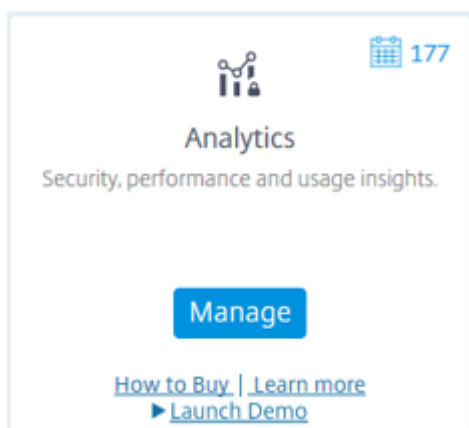 177
Analytics
Security, performance and usage insights.
Manage
How to Buy | Learn more
▶ Launch Demo